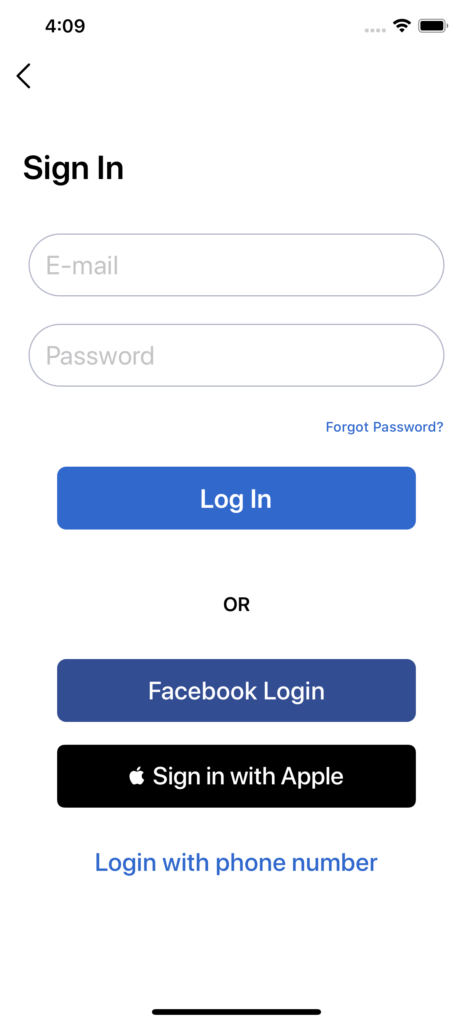 4:09
Sign In
E-mail
Password
Forgot Password?
Log In
OR
Facebook Login
Sign in with Apple
Login with phone number